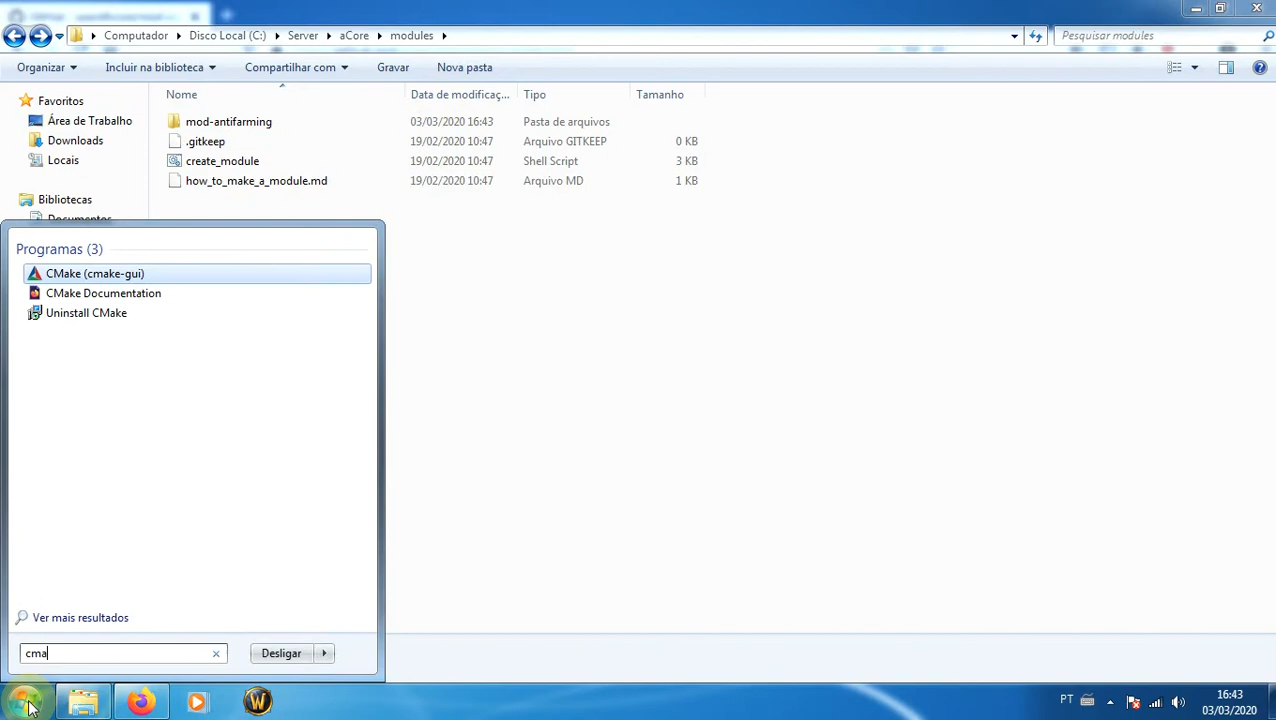 Computador
Disco Local (C:)
Server
aCore
modules
Pesquisar modules
Organizar
Incluir na biblioteca
Compartilhar com
Gravar
Nova pasta
Nome
Data de modificaç...
Tipo
Tamanho
Favoritos
Área de Trabalho
Downloads
Locais
Bibliotecas
Documentos
mod-antifarming 03/03/2020 16:43 Pasta de arquivos
.gitkeep 19/02/2020 10:47 Arquivo GITKEEP 0 KB
create_module 19/02/2020 10:47 Shell Script 3 KB
how_to_make_a_module.md 19/02/2020 10:47 Arquivo MD 1 KB
Programas (3)
CMake (cmake-gui)
CMake Documentation
Uninstall CMake
Ver mais resultados
cma
Desligar
PT
16:43
03/03/2020